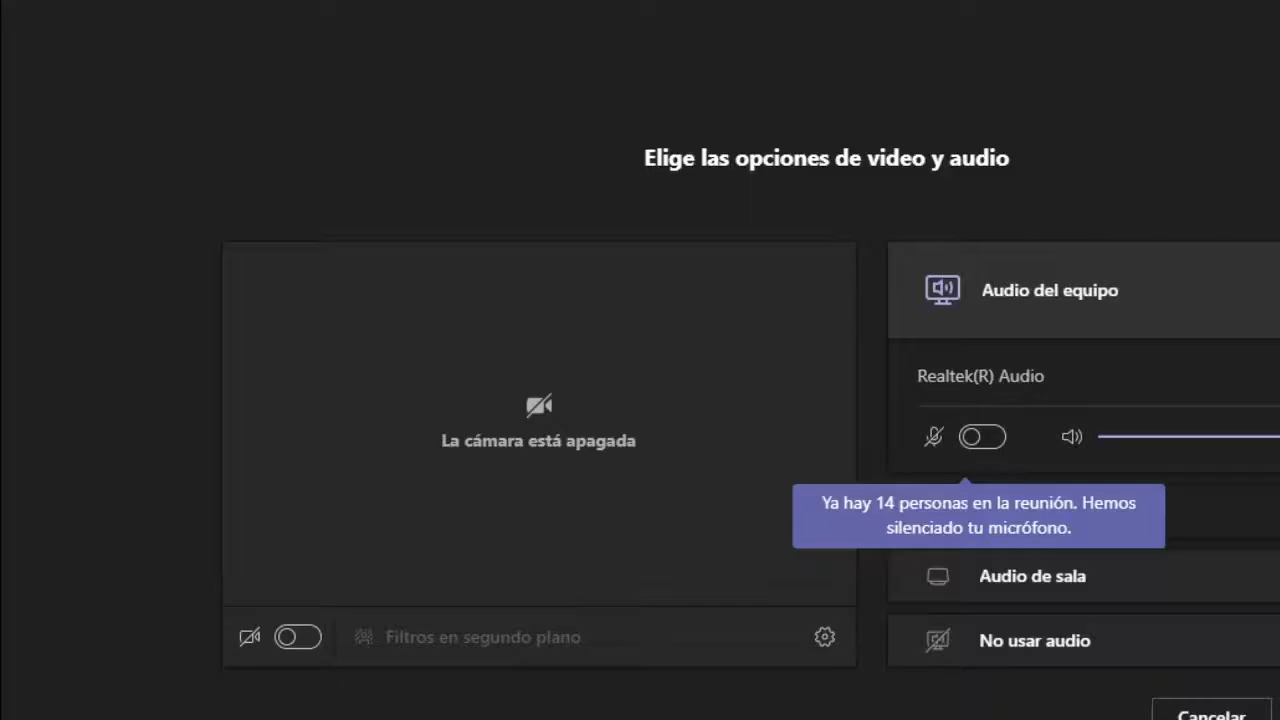 Elige las opciones de video y audio
La cámara está apagada
Filtros en segundo plano
Audio del equipo
Realtek(R) Audio
Ya hay 14 personas en la reunión. Hemos
silenciado tu micrófono.
Audio de sala
No usar audio
Cancelar